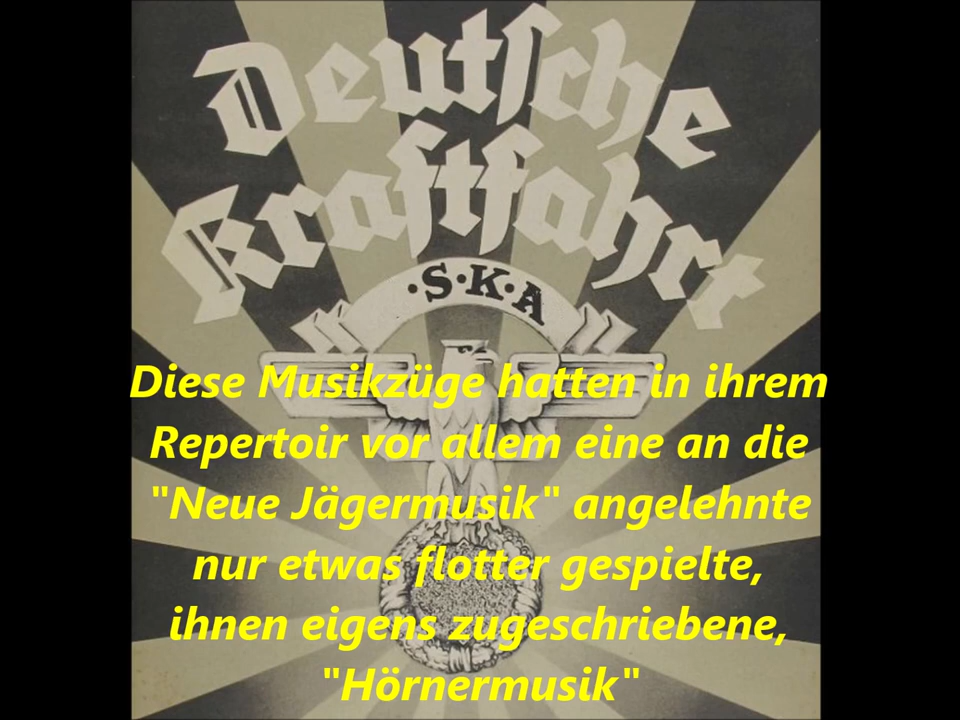 Deutsche
Kraftfahrt
·S·K·A
Diese Musikzüge hatten in ihrem
Repertoir vor allem eine an die
"Neue Jägermusik" angelehnte
nur etwas flotter gespielte,
ihnen eigens zugeschriebene,
"Hörnermusik"